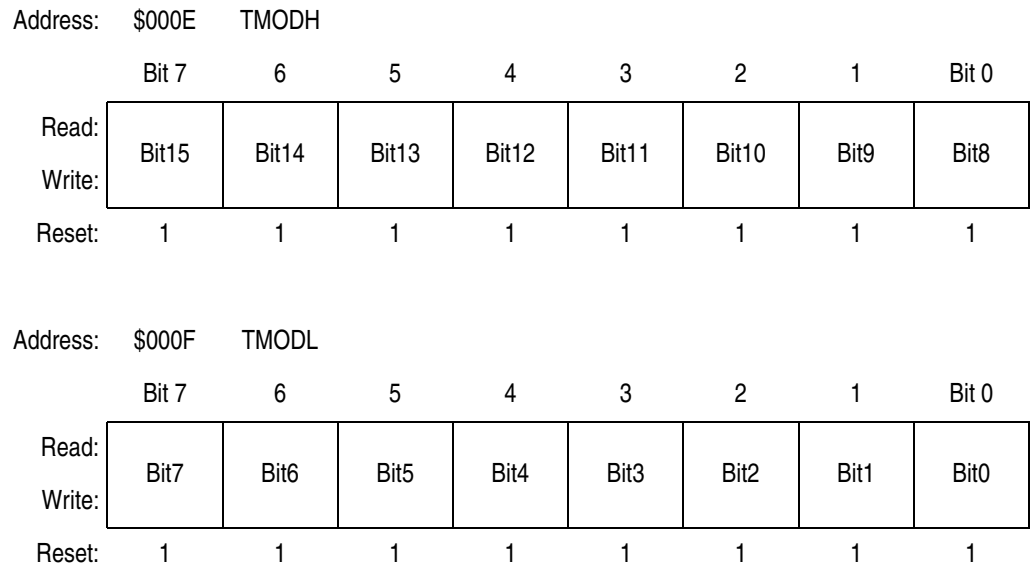 Address: $000E TMODH
Bit 7 6 5 4 3 2 1 Bit 0
Read:
Bit15 Bit14 Bit13 Bit12 Bit11 Bit10 Bit9 Bit8
Write:
Reset: 1 1 1 1 1 1 1 1
Address: $000F TMODL
Bit 7 6 5 4 3 2 1 Bit 0
Read:
Bit7 Bit6 Bit5 Bit4 Bit3 Bit2 Bit1 Bit0
Write:
Reset: 1 1 1 1 1 1 1 1